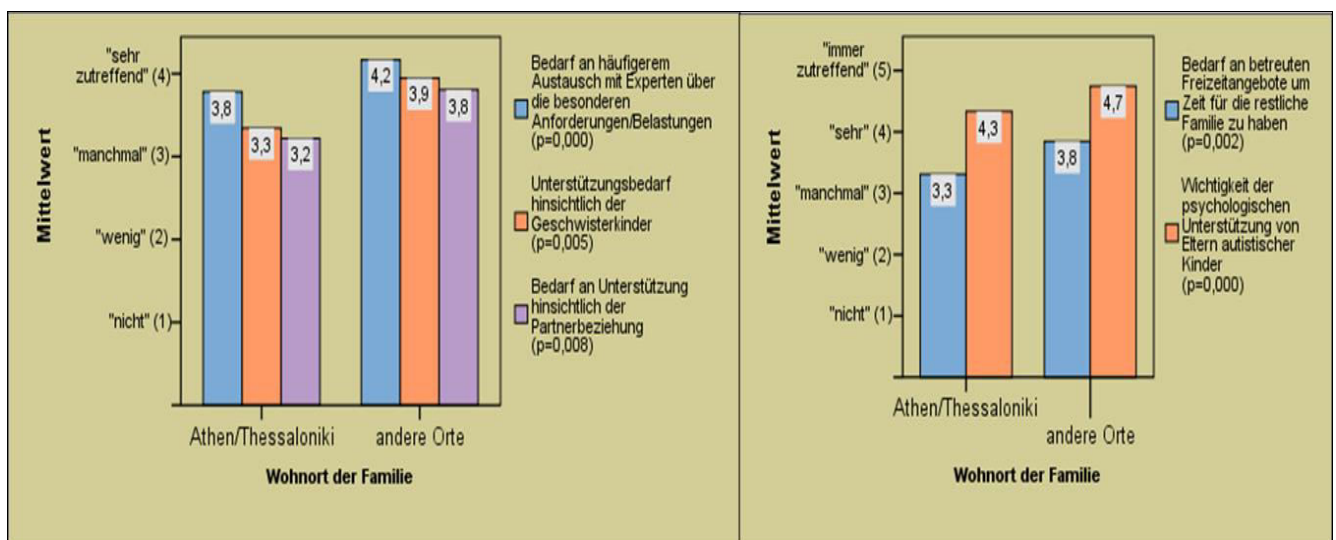 Mittelwert
"sehr
zutreffend" (4)
"manchmal" (3)
"wenig" (2)
"nicht" (1)
3,8
3,3
3,2
4,2
3,9
3,8
Athen/Thessaloniki
andere Orte
Wohnort der Familie
Bedarf an häufigerem
Austausch mit Experten über
die besonderen
Anforderungen/Belastungen
(p=0,000)
Unterstützungsbedarf
hinsichtlich der
Geschwisterkinder
(p=0,005)
Bedarf an Unterstützung
hinsichtlich der
Partnerbeziehung
(p=0,008)
Mittelwert
"immer
zutreffend" (5)
"sehr" (4)
"manchmal" (3)
"wenig" (2)
"nicht" (1)
3,3
4,3
3,8
4,7
Athen/Thessaloniki
andere Orte
Wohnort der Familie
Bedarf an betreuten
Freizeitangebote um
Zeit für die restliche
Familie zu haben
(p=0,002)
Wichtigkeit der
psychologischen
Unterstützung von
Eltern autistischer
Kinder
(p=0,000)